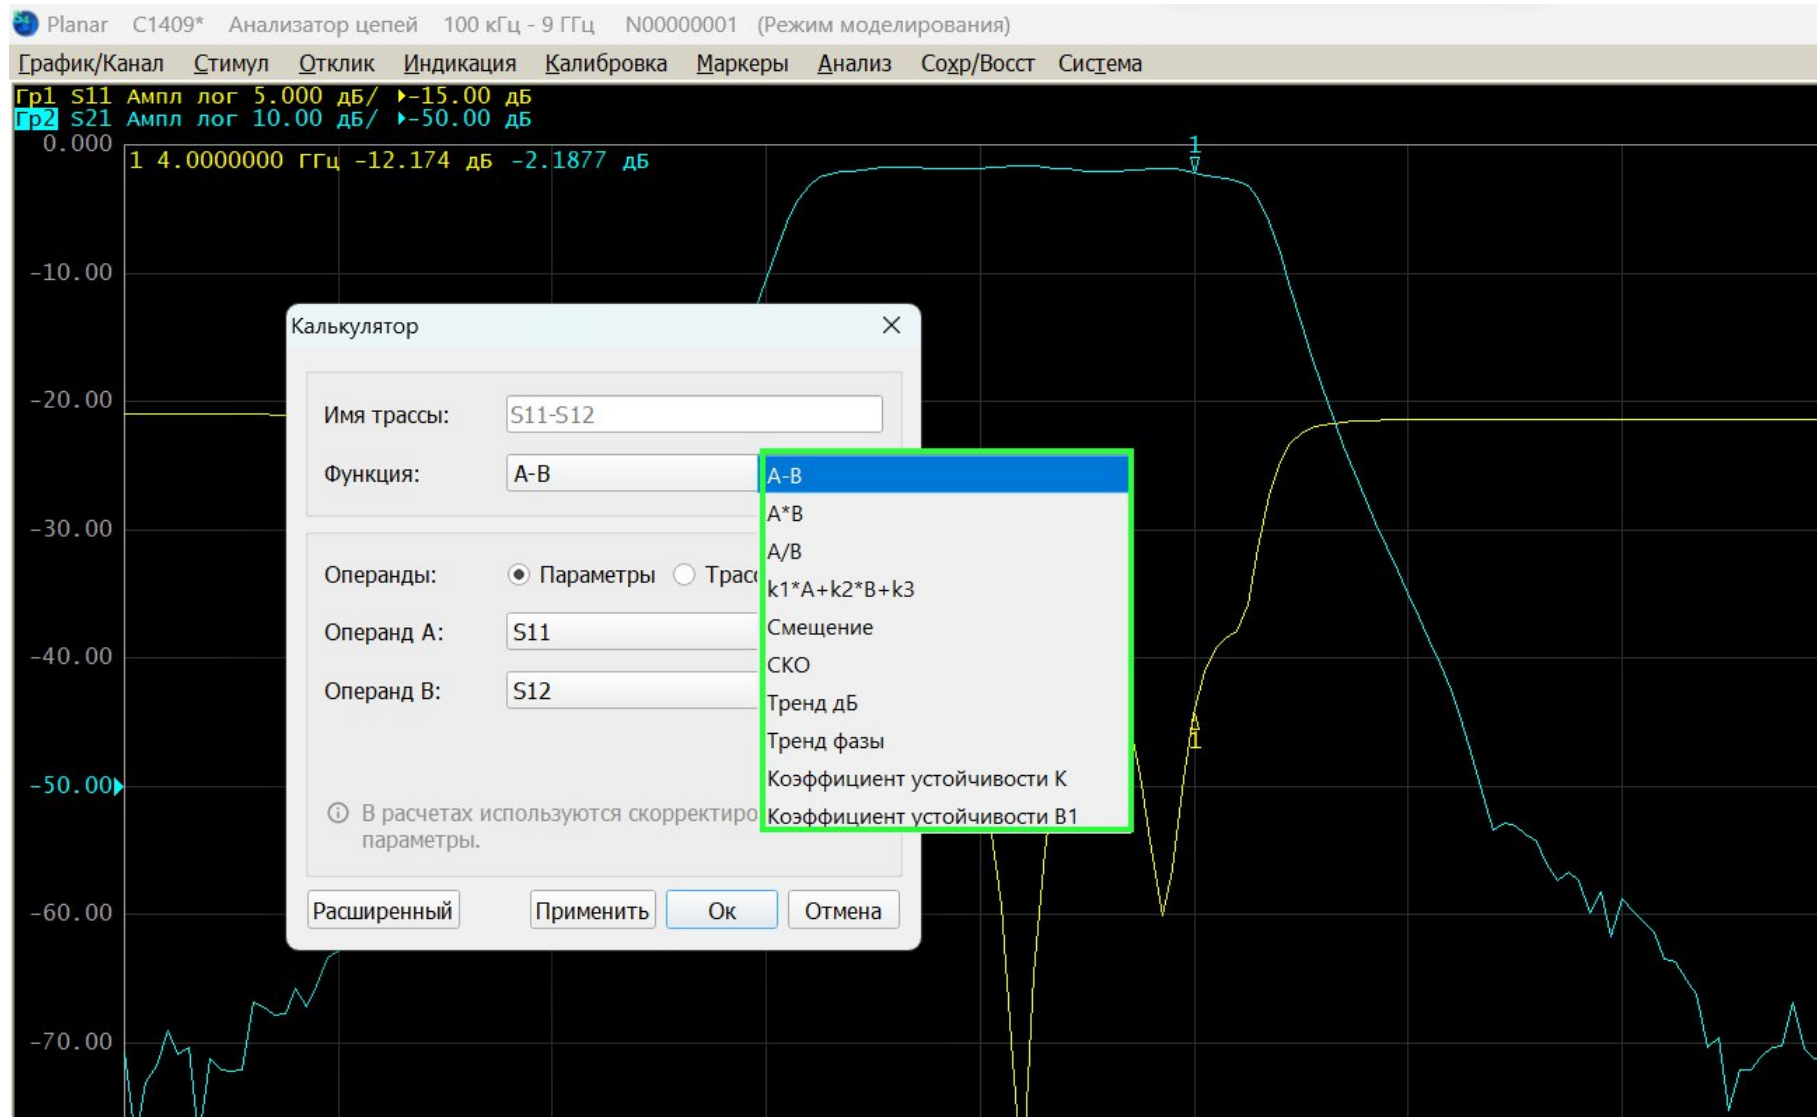 Planar C1409* Анализатор цепей 100 кГц - 9 ГГц N00000001 (Режим моделирования)
График/Канал Стимул Отклик Индикация Калибровка Маркеры Анализ Сохр/Восст Система
Гр1 S11 Ампл лог 5.000 дБ/ ▸-15.00 дБ
Гр2 S21 Ампл лог 10.00 дБ/ ▸-50.00 дБ
0.000
1 4.0000000 ГГц -12.174 дБ -2.1877 дБ
1
-10.00
-20.00
-30.00
-40.00
-50.00
-60.00
-70.00
1
Калькулятор
Имя трассы: S11-S12
Функция: A-B
Операнды: Параметры
Операнд A: S11
Операнд B: S12
В расчетах используются
параметры.
Расширенный Применить Ок Отмена
A-B
A*B
A/B
k1*A+k2*B+k3
Смещение
СКО
Тренд дБ
Тренд фазы
Коэффициент устойчивости K
Коэффициент устойчивости B1